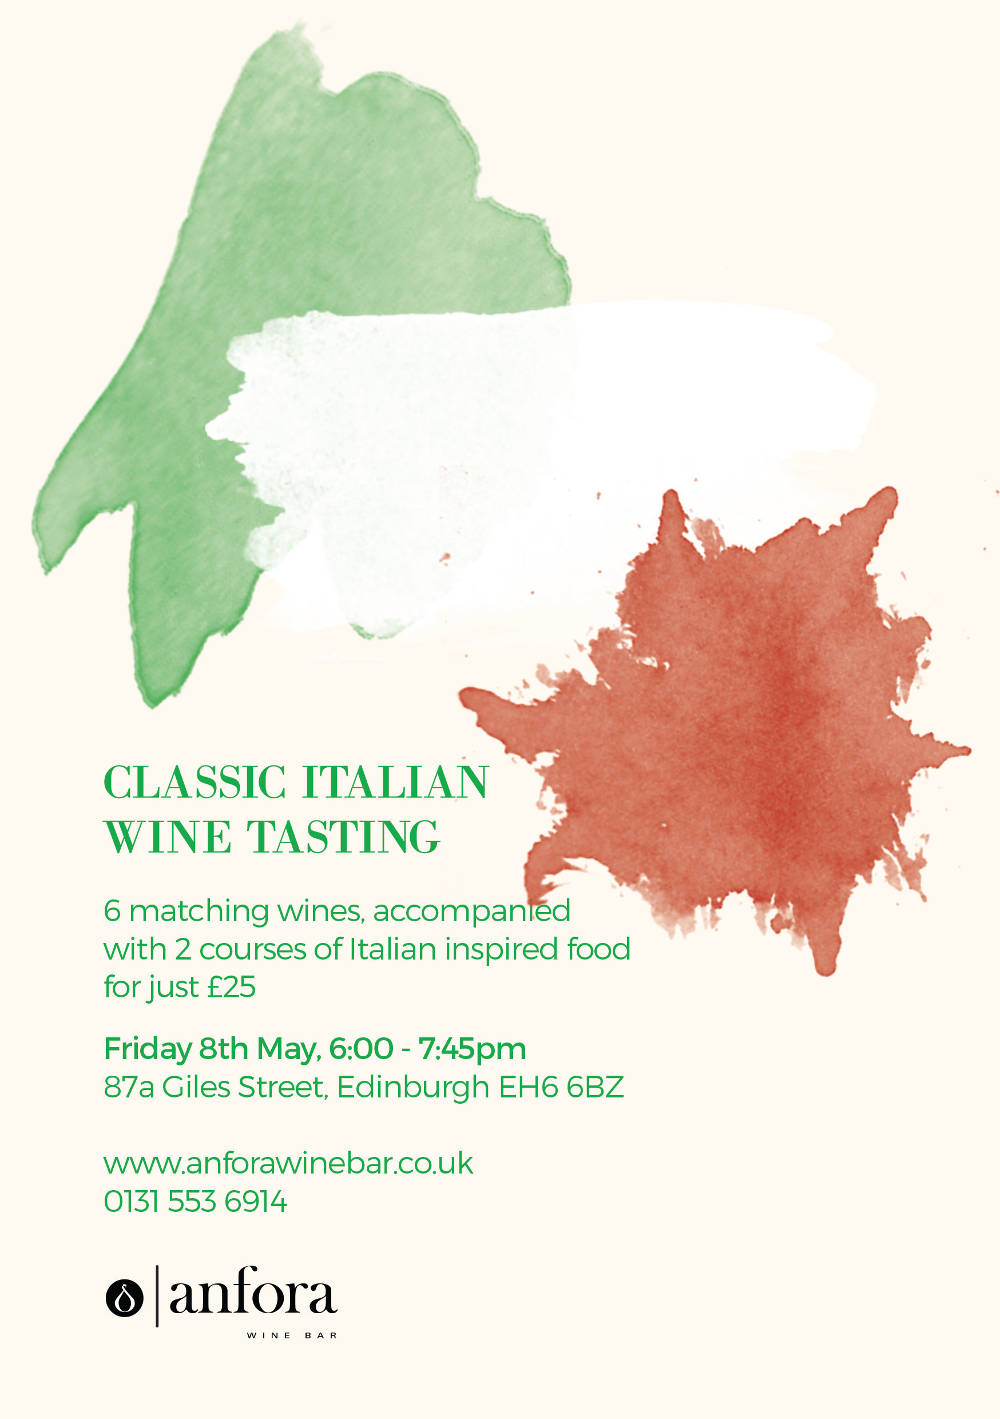 CLASSIC ITALIAN
WINE TASTING
6 matching wines, accompanied
with 2 courses of Italian inspired food
for just £25
Friday 8th May, 6:00 - 7:45pm
87a Giles Street, Edinburgh EH6 6BZ
www.anforawinebar.co.uk
0131 553 6914
anfora
WINE BAR